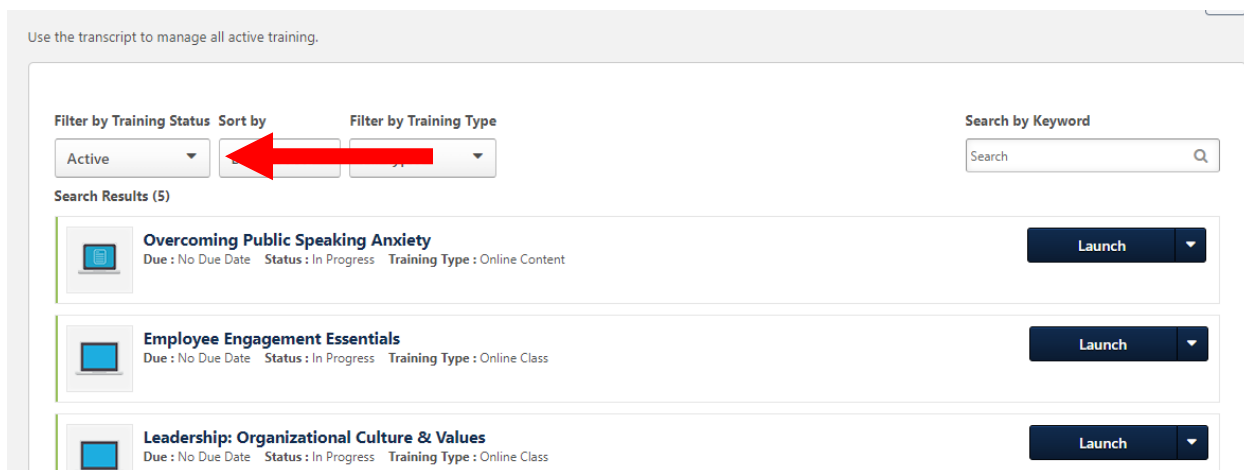 Use the transcript to manage all active training.
Filter by Training Status Sort by Filter by Training Type Search by Keyword
Active Search
Search Results (5)
Overcoming Public Speaking Anxiety
Due : No Due Date Status : In Progress Training Type : Online Content
Launch
Employee Engagement Essentials
Due : No Due Date Status : In Progress Training Type : Online Class
Launch
Leadership: Organizational Culture & Values
Due : No Due Date Status : In Progress Training Type : Online Class
Launch